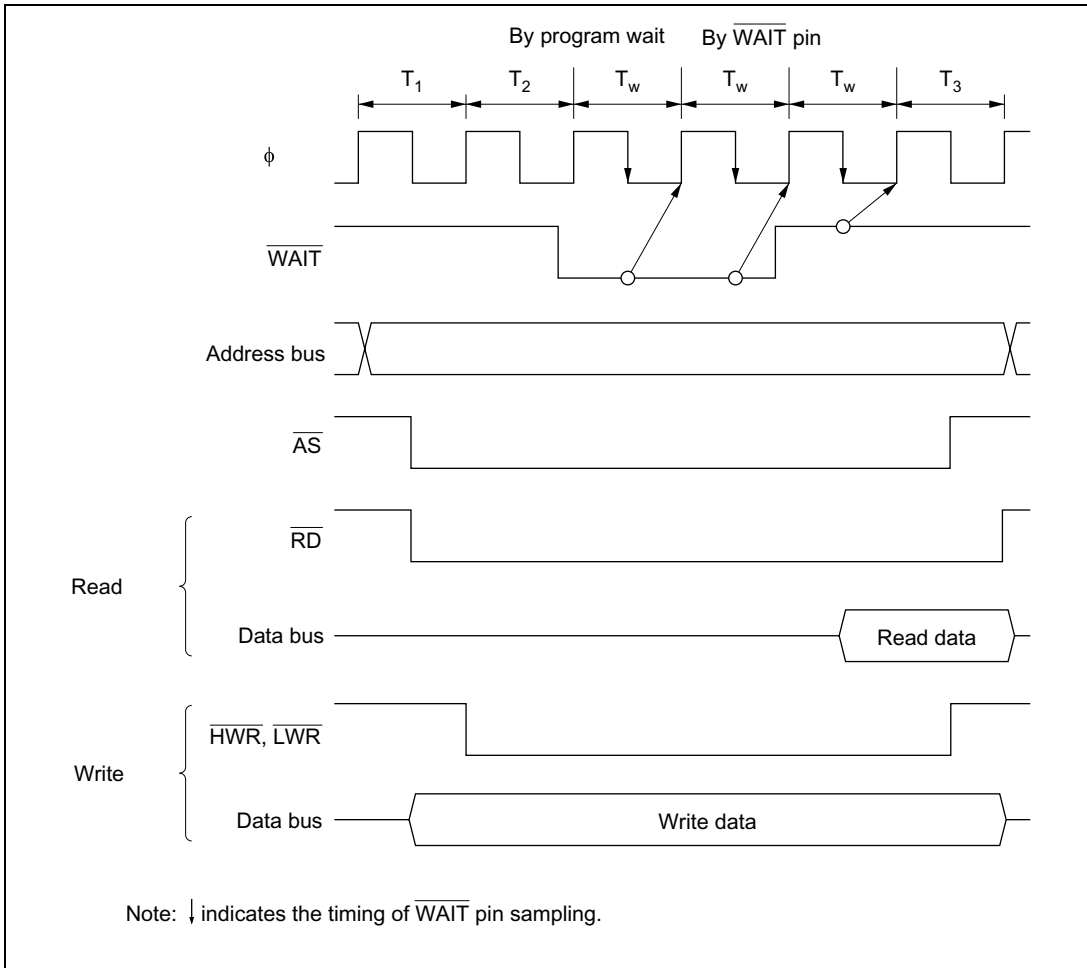 By program wait By WAIT pin
T1 T2 Tw Tw Tw T3
ϕ
WAIT
Address bus
AS
RD
Read
Data bus Read data
HWR, LWR
Write
Data bus Write data
Note: ↓ indicates the timing of WAIT pin sampling.